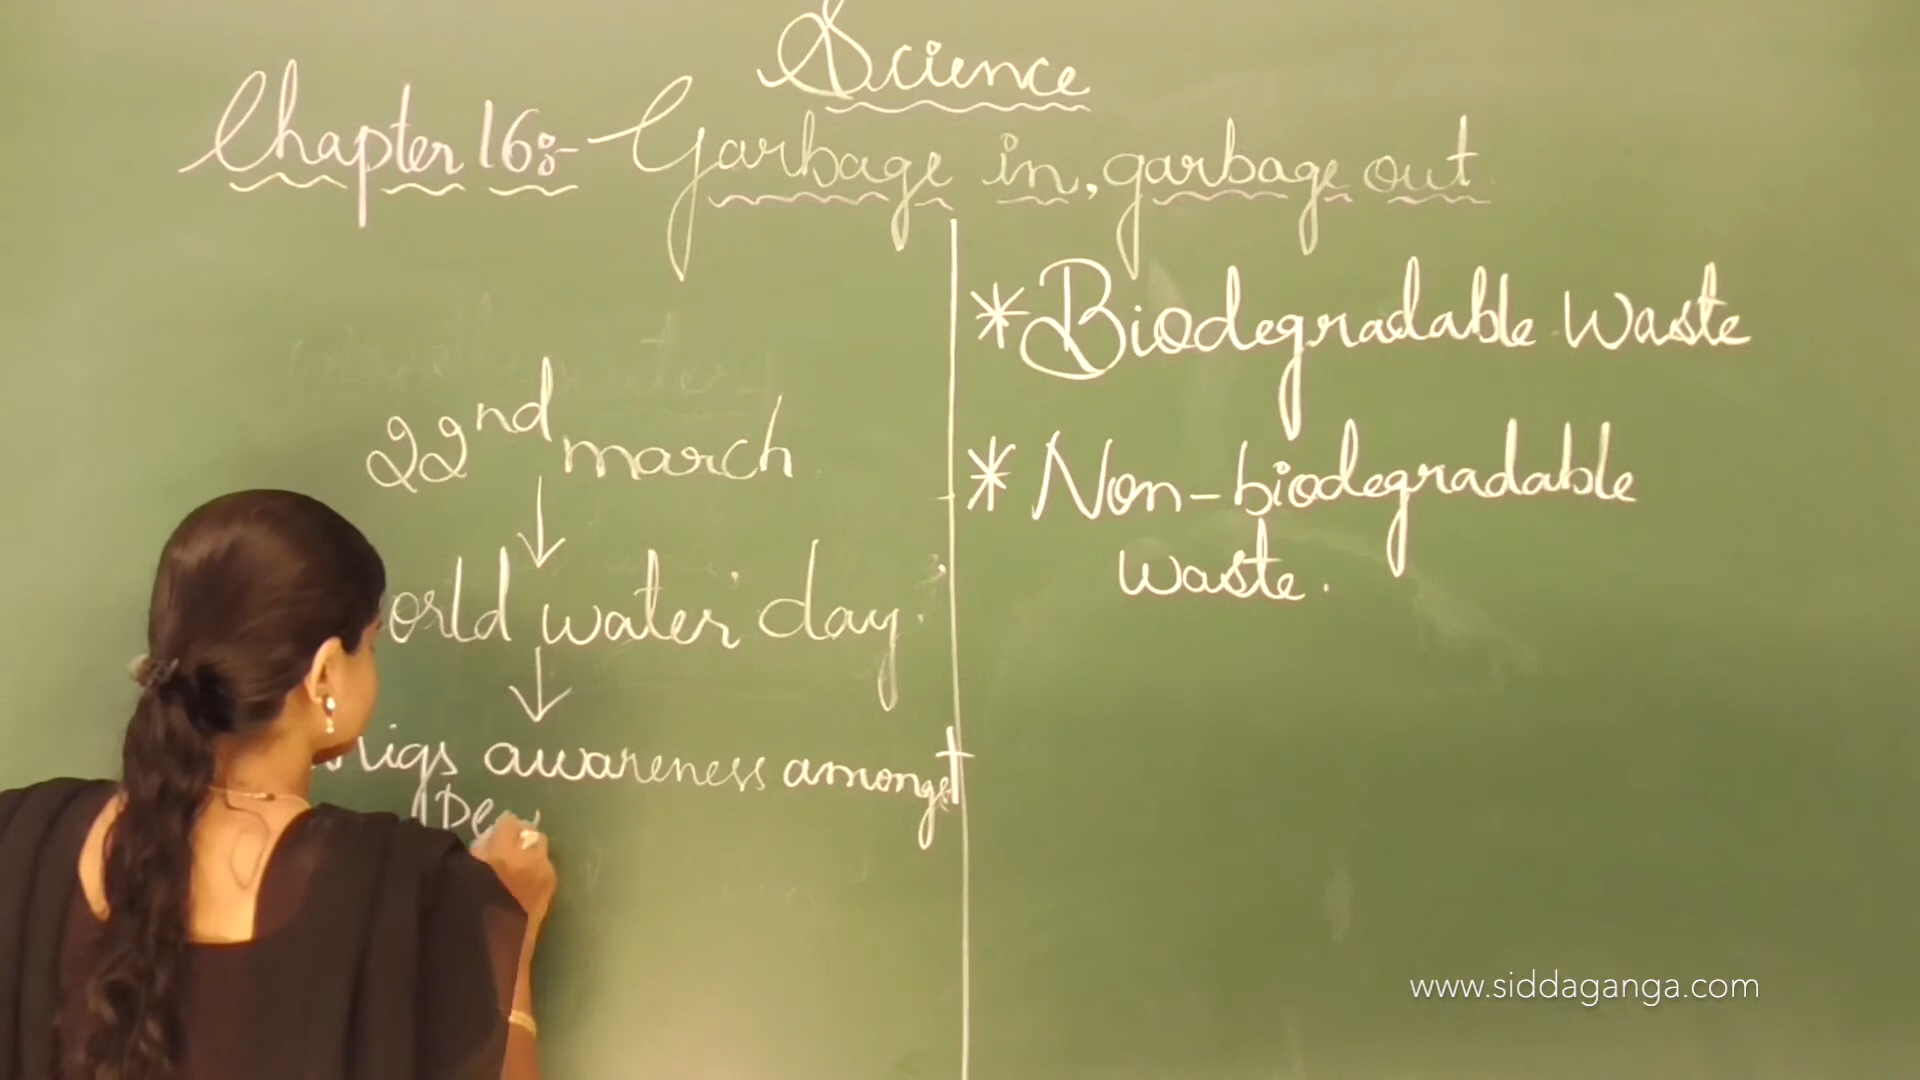 Science
Chapter 16:- Garbage in, garbage out
22nd march
↓
orld water day.
↓
awareness amongst
* Biodegradable waste
* Non-biodegradable
waste.
www.siddaganga.com